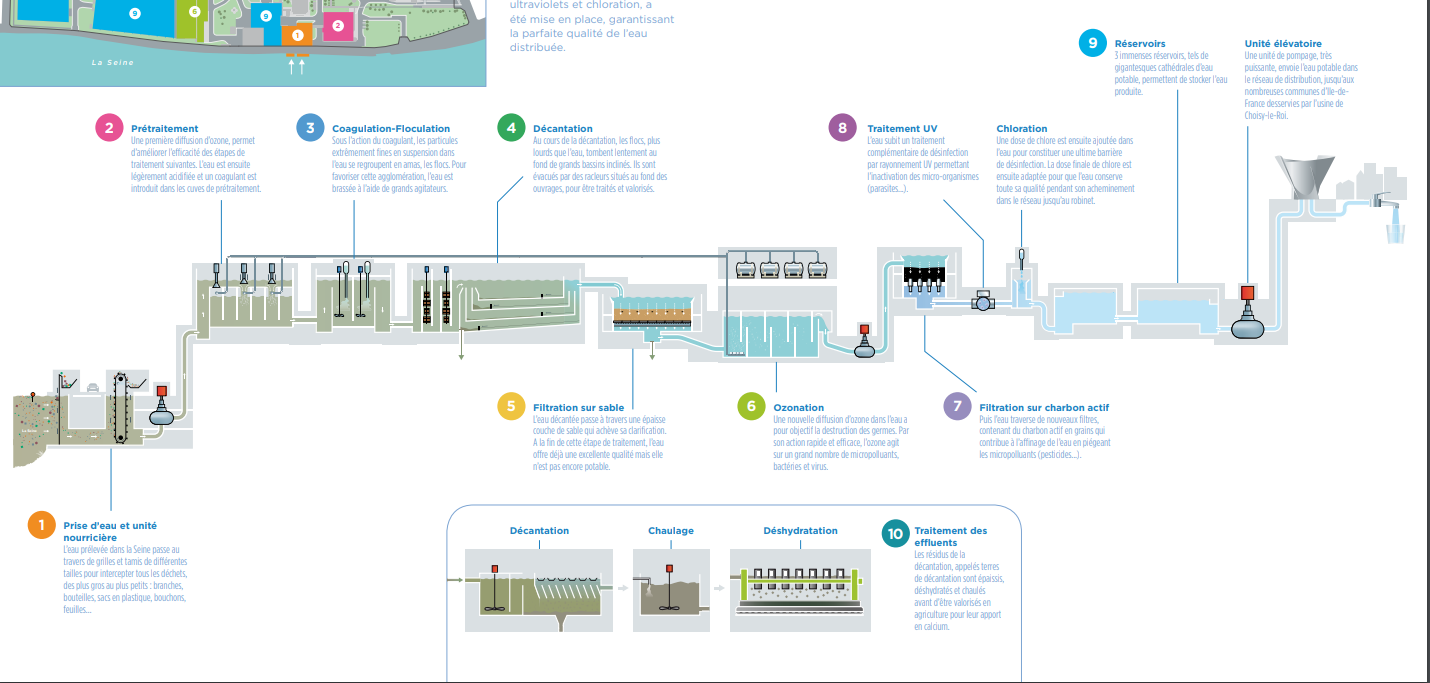 9
6
9
1
2
La Seine
ultraviolets et chloration, a
été mise en place, garantissant
la parfaite qualité de l'eau
distribuée.
9
Réservoirs
3 immenses réservoirs, tels de
gigantesques cathédrales d'eau
potable, permettent de stocker l'eau
produite.
Unité élévatoire
Une unité de pompage, très
puissante, envoie l'eau potable dans
le réseau de distribution, jusqu'aux
nombreuses communes d'Ile-de-
France desservies par l'usine de
Choisy-le-Roi.
2
Prétraitement
Une première diffusion d'ozone, permet
d'améliorer l'efficacité des étapes de
traitement suivantes. L'eau est ensuite
légèrement acidifiée et un coagulant est
introduit dans les cuves de prétraitement.
3
Coagulation-Floculation
Sous l'action du coagulant, les particules
extrêmement fines en suspension dans
l'eau se regroupent en amas, les flocs. Pour
favoriser cette agglomération, l'eau est
brassée à l'aide de grands agitateurs.
4
Décantation
Au cours de la décantation, les flocs, plus
lourds que l'eau, tombent lentement au
fond de grands bassins inclinés. Ils sont
évacués par des racleurs situés au fond des
ouvrages, pour être traités et valorisés.
8
Traitement UV
L'eau subit un traitement
complémentaire de désinfection
par rayonnement UV permettant
l'inactivation des micro-organismes
(parasites...).
Chloration
Une dose de chlore est ensuite ajoutée dans
l'eau pour constituer une ultime barrière
de désinfection. La dose finale de chlore est
ensuite adaptée pour que l'eau conserve
toute sa qualité pendant son acheminement
dans le réseau jusqu'au robinet.
La Seine
5
Filtration sur sable
L'eau décantée passe à travers une épaisse
couche de sable qui achève sa clarification.
A la fin de cette étape de traitement, l'eau
offre déjà une excellente qualité mais elle
n'est pas encore potable.
6
Ozonation
Une nouvelle diffusion d'ozone dans l'eau a
pour objectif la destruction des germes. Par
son action rapide et efficace, l'ozone agit
sur un grand nombre de micropolluants,
bactéries et virus.
7
Filtration sur charbon actif
Puis l'eau traverse de nouveaux filtres,
contenant du charbon actif en grains qui
contribue à l'affinage de l'eau en piégeant
les micropolluants (pesticides...).
1
Prise d'eau et unité
nourricière
L'eau prélevée dans la Seine passe au
travers de grilles et tamis de différentes
tailles pour intercepter tous les déchets,
des plus gros au plus petits : branches,
bouteilles, sacs en plastique, bouchons,
feuilles...
Décantation
Chaulage
Déshydratation
10
Traitement des
effluents
Les résidus de la
décantation, appelés terres
de décantation sont épaissis,
déshydratés et chaulés
avant d'être valorisés en
agriculture pour leur apport
en calcium.